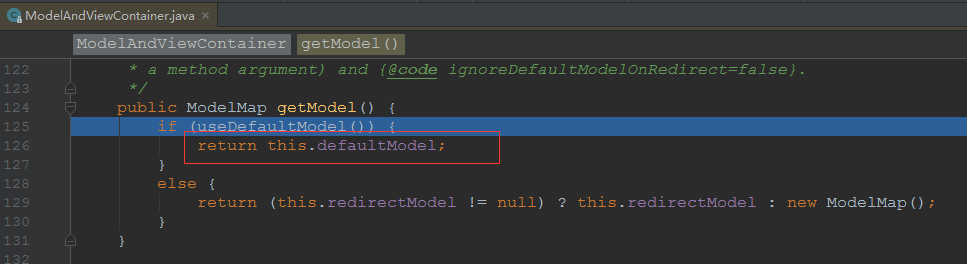 ModelAndViewContainer.java ×
ModelAndViewContainer getModel()
122 * a method argument) and {@code ignoreDefaultModelOnRedirect=false}.
123 */
124 public ModelMap getModel() {
125 if (useDefaultModel()) {
126 return this.defaultModel;
127 }
128 else {
129 return (this.redirectModel != null) ? this.redirectModel : new ModelMap();
130 }
131 }
132